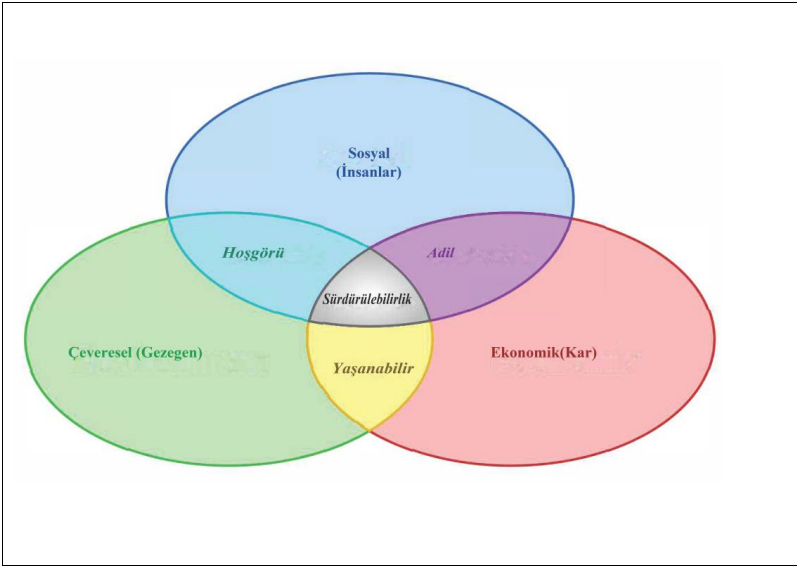 Sosyal
(İnsanlar)
Hoşgörü
Adil
Sürdürülebilirlik
Çeveresel (Gezegen)
Yaşanabilir
Ekonomik(Kar)